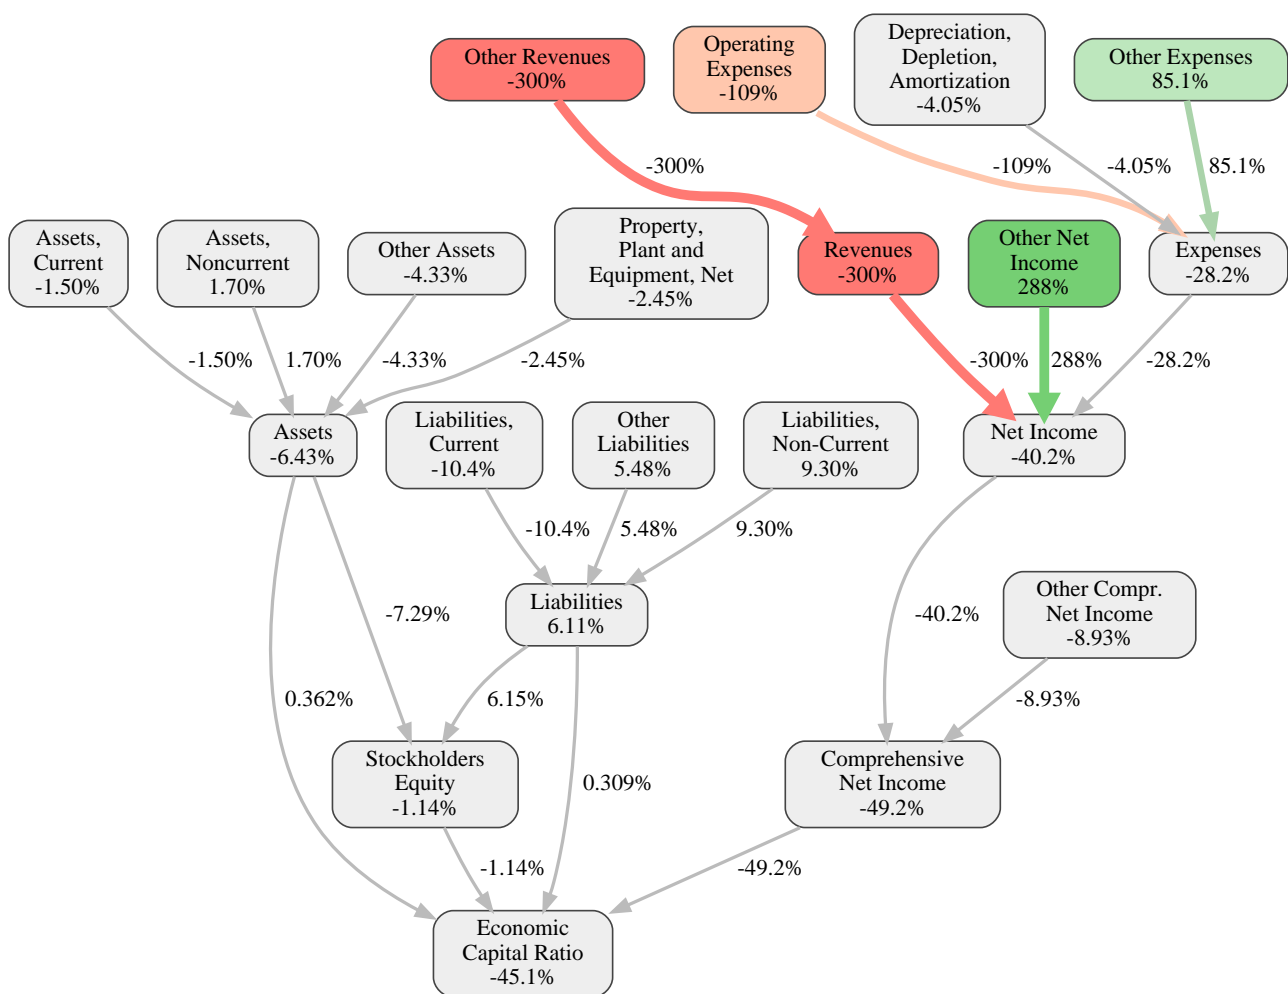 Other Revenues
-300%
Operating
Expenses
-109%
Depreciation,
Depletion,
Amortization
-4.05%
Other Expenses
85.1%
-300%
-109%
-4.05%
85.1%
Assets,
Current
-1.50%
Assets,
Noncurrent
1.70%
Other Assets
-4.33%
Property,
Plant and
Equipment, Net
-2.45%
Revenues
-300%
Other Net
Income
288%
Expenses
-28.2%
-1.50%
1.70%
-4.33%
-2.45%
-300%
288%
-28.2%
Assets
-6.43%
Liabilities,
Current
-10.4%
Other
Liabilities
5.48%
Liabilities,
Non-Current
9.30%
Net Income
-40.2%
-10.4%
5.48%
9.30%
Liabilities
6.11%
Other Compr.
Net Income
-8.93%
-7.29%
-40.2%
0.362%
6.15%
-8.93%
Stockholders
Equity
-1.14%
0.309%
Comprehensive
Net Income
-49.2%
-1.14%
-49.2%
Economic
Capital Ratio
-45.1%